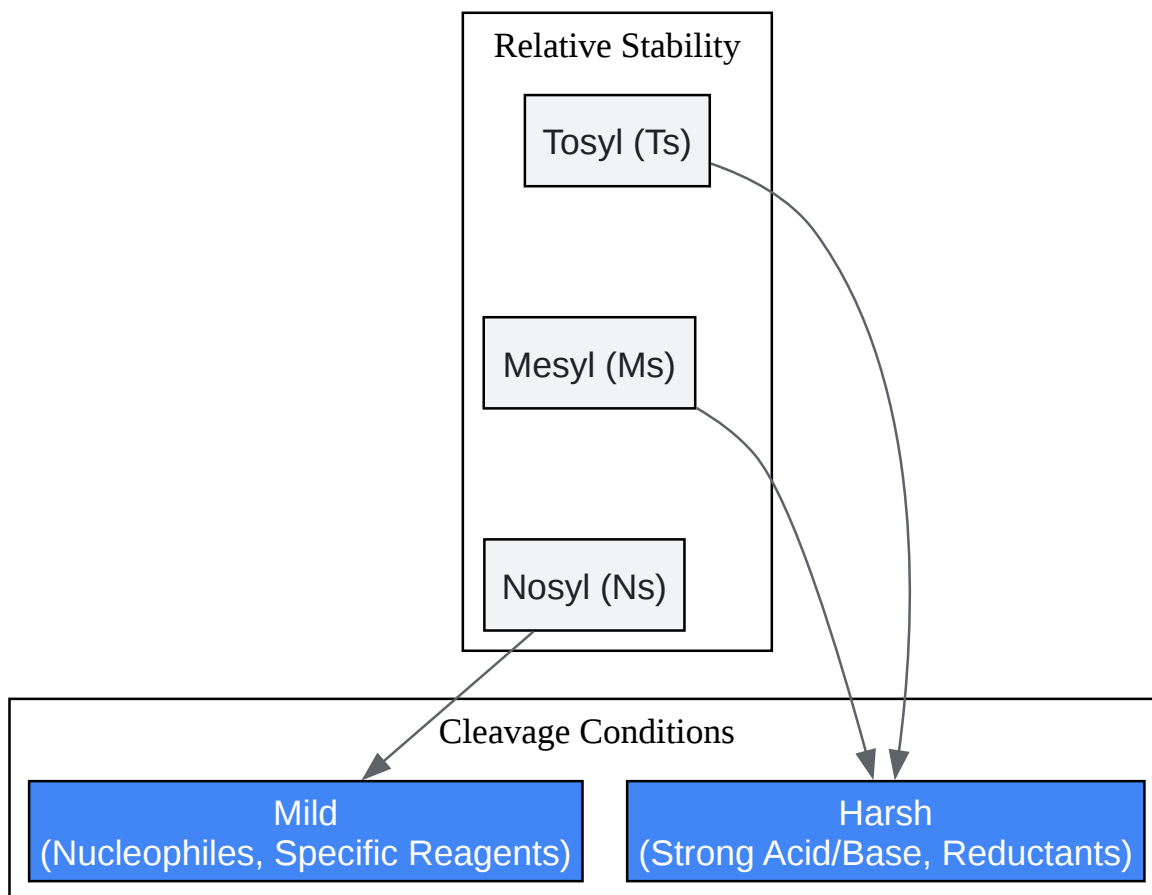 Relative Stability
Tosyl (Ts)
Mesyl (Ms)
Nosyl (Ns)
Cleavage Conditions
Mild
(Nucleophiles, Specific Reagents)
Harsh
(Strong Acid/Base, Reductants)